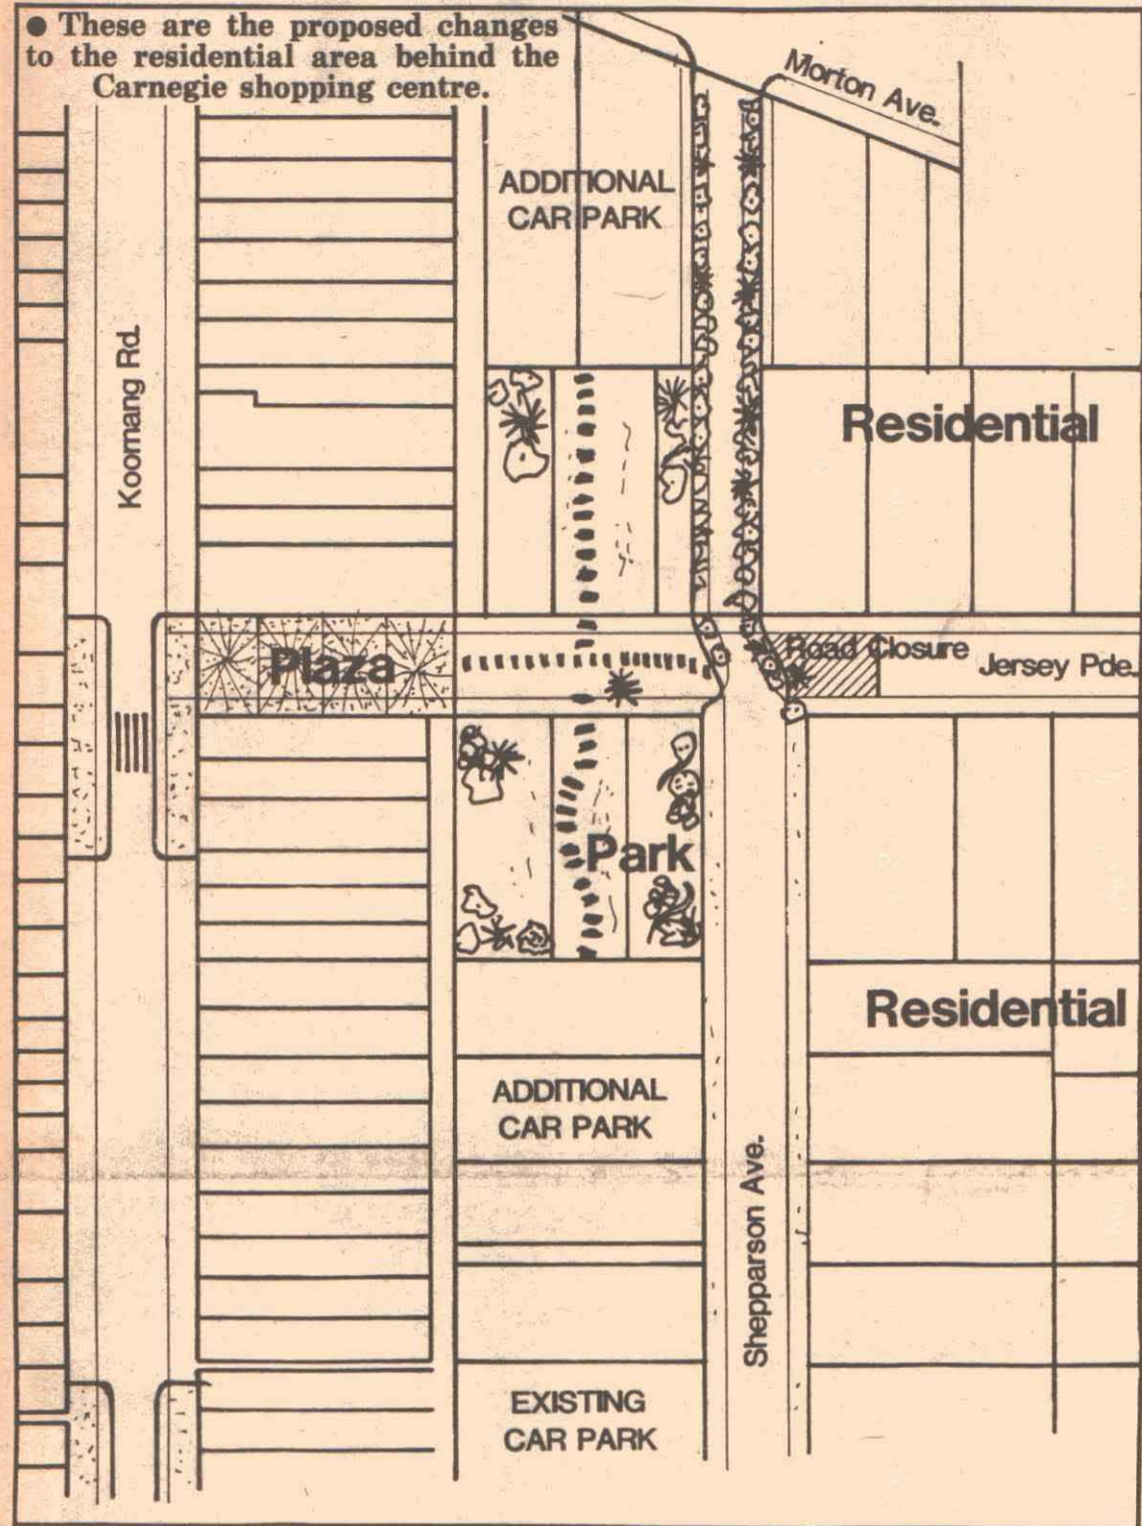 ● These are the proposed changes
to the residential area behind the
Carnegie shopping centre.
Morton Ave.
ADDITIONAL
CAR PARK
Koornang Rd.
Residential
Plaza
Road Closure
Jersey Pde.
Park
Residential
ADDITIONAL
CAR PARK
Shepparson Ave.
EXISTING
CAR PARK